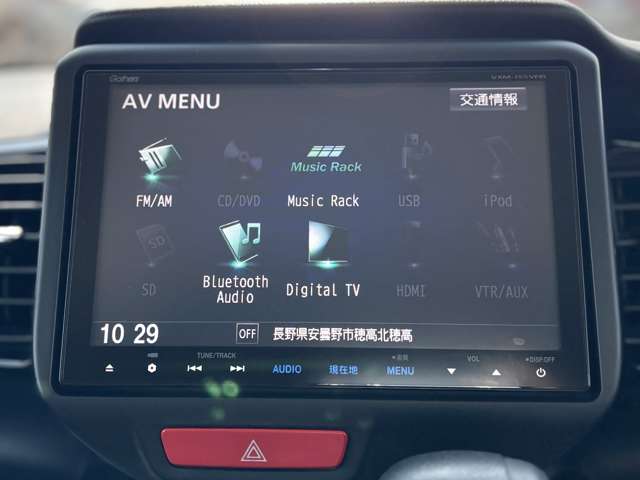 Gathers
AV MENU 交通情報
FM/AM CD/DVD Music Rack USB iPod
Music Rack
SD Bluetooth Audio Digital TV HDMI VTR/AUX
10 29 OFF 長野県安曇野市穂高北穂高
TUNE/TRACK VOL DISP.OFF
AUDIO 現在地 MENU